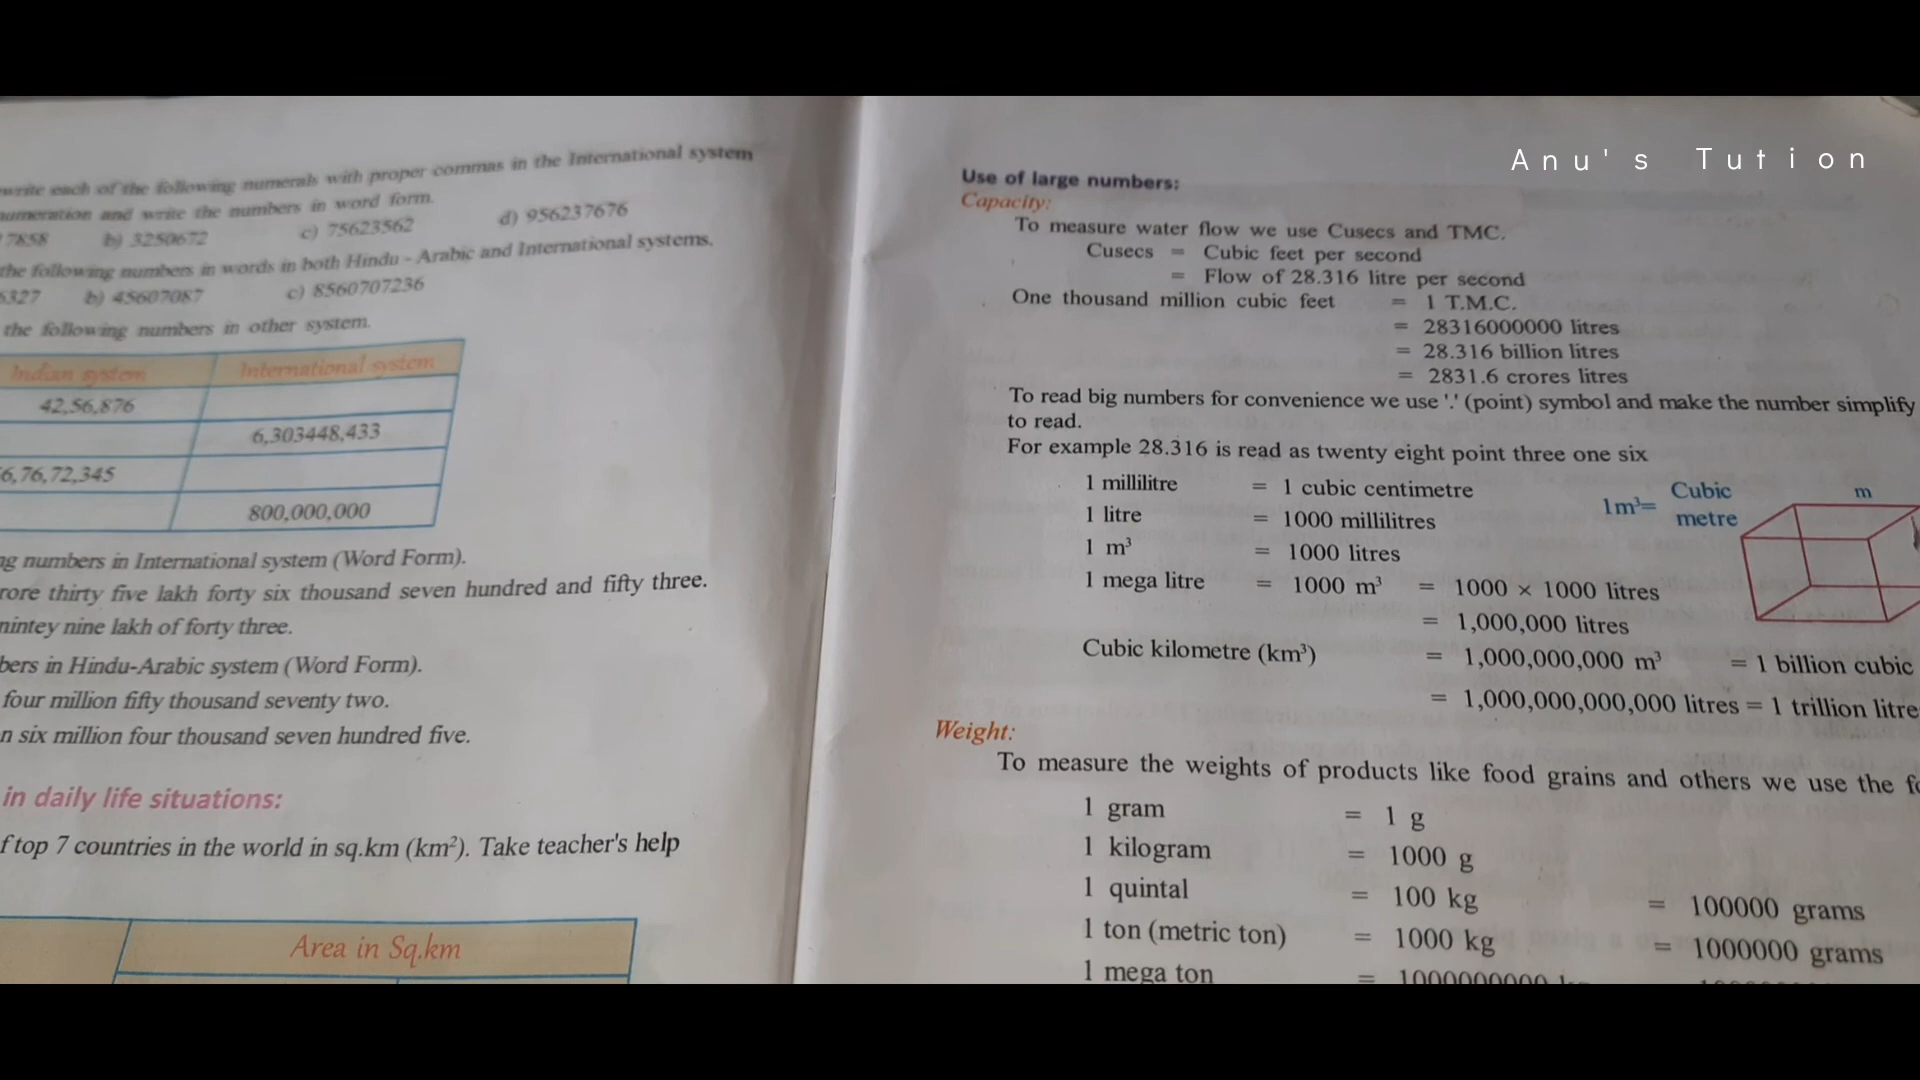 Anu's Tution
write each of the following numerals with proper commas in the International system
numeration and write the numbers in word form.
7858 b) 3250672 c) 75623562 d) 956237676
the following numbers in words in both Hindu - Arabic and International systems.
6327 b) 45607087 c) 8560707236
the following numbers in other system.
Indian system International system
42,56,876
6,303448,433
6,76,72,345
800,000,000
ng numbers in International system (Word Form).
rore thirty five lakh forty six thousand seven hundred and fifty three.
nintey nine lakh of forty three.
bers in Hindu-Arabic system (Word Form).
four million fifty thousand seventy two.
n six million four thousand seven hundred five.
in daily life situations:
f top 7 countries in the world in sq.km (km²). Take teacher's help
Area in Sq.km
Use of large numbers:
Capacity:
To measure water flow we use Cusecs and TMC.
Cusecs = Cubic feet per second
= Flow of 28.316 litre per second
One thousand million cubic feet = 1 T.M.C.
= 28316000000 litres
= 28.316 billion litres
= 2831.6 crores litres
To read big numbers for convenience we use '.' (point) symbol and make the number simplify
to read.
For example 28.316 is read as twenty eight point three one six
1 millilitre = 1 cubic centimetre
1 litre = 1000 millilitres
1 m³ = 1000 litres
1 mega litre = 1000 m³ = 1000 × 1000 litres
= 1,000,000 litres
1m³= Cubic metre
m
Cubic kilometre (km³) = 1,000,000,000 m³ = 1 billion cubic
= 1,000,000,000,000 litres = 1 trillion litre
Weight:
To measure the weights of products like food grains and others we use the fo
1 gram = 1 g
1 kilogram = 1000 g
1 quintal = 100 kg = 100000 grams
1 ton (metric ton) = 1000 kg = 1000000 grams
1 mega ton = 1000000000